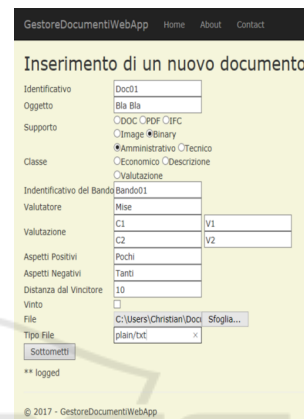 GestoreDocumentiWebApp Home About Contact
Inserimento di un nuovo documento
Identificativo Doc01
Oggetto Bla Bla
Supporto DOC PDF IFC
Image Binary
Classe Amministrativo Tecnico
Economico Descrizione
Valutazione
Indentificativo del Bando Bando01
Valutatore Mise
Valutazione C1 V1
C2 V2
Aspetti Positivi Pochi
Aspetti Negativi Tanti
Distanza dal Vincitore 10
Vinto
File C:\Users\Christian\Docu Sfoglia...
Tipo File plain/txt ×
Sottometti
** logged
© 2017 - GestoreDocumentiWebApp